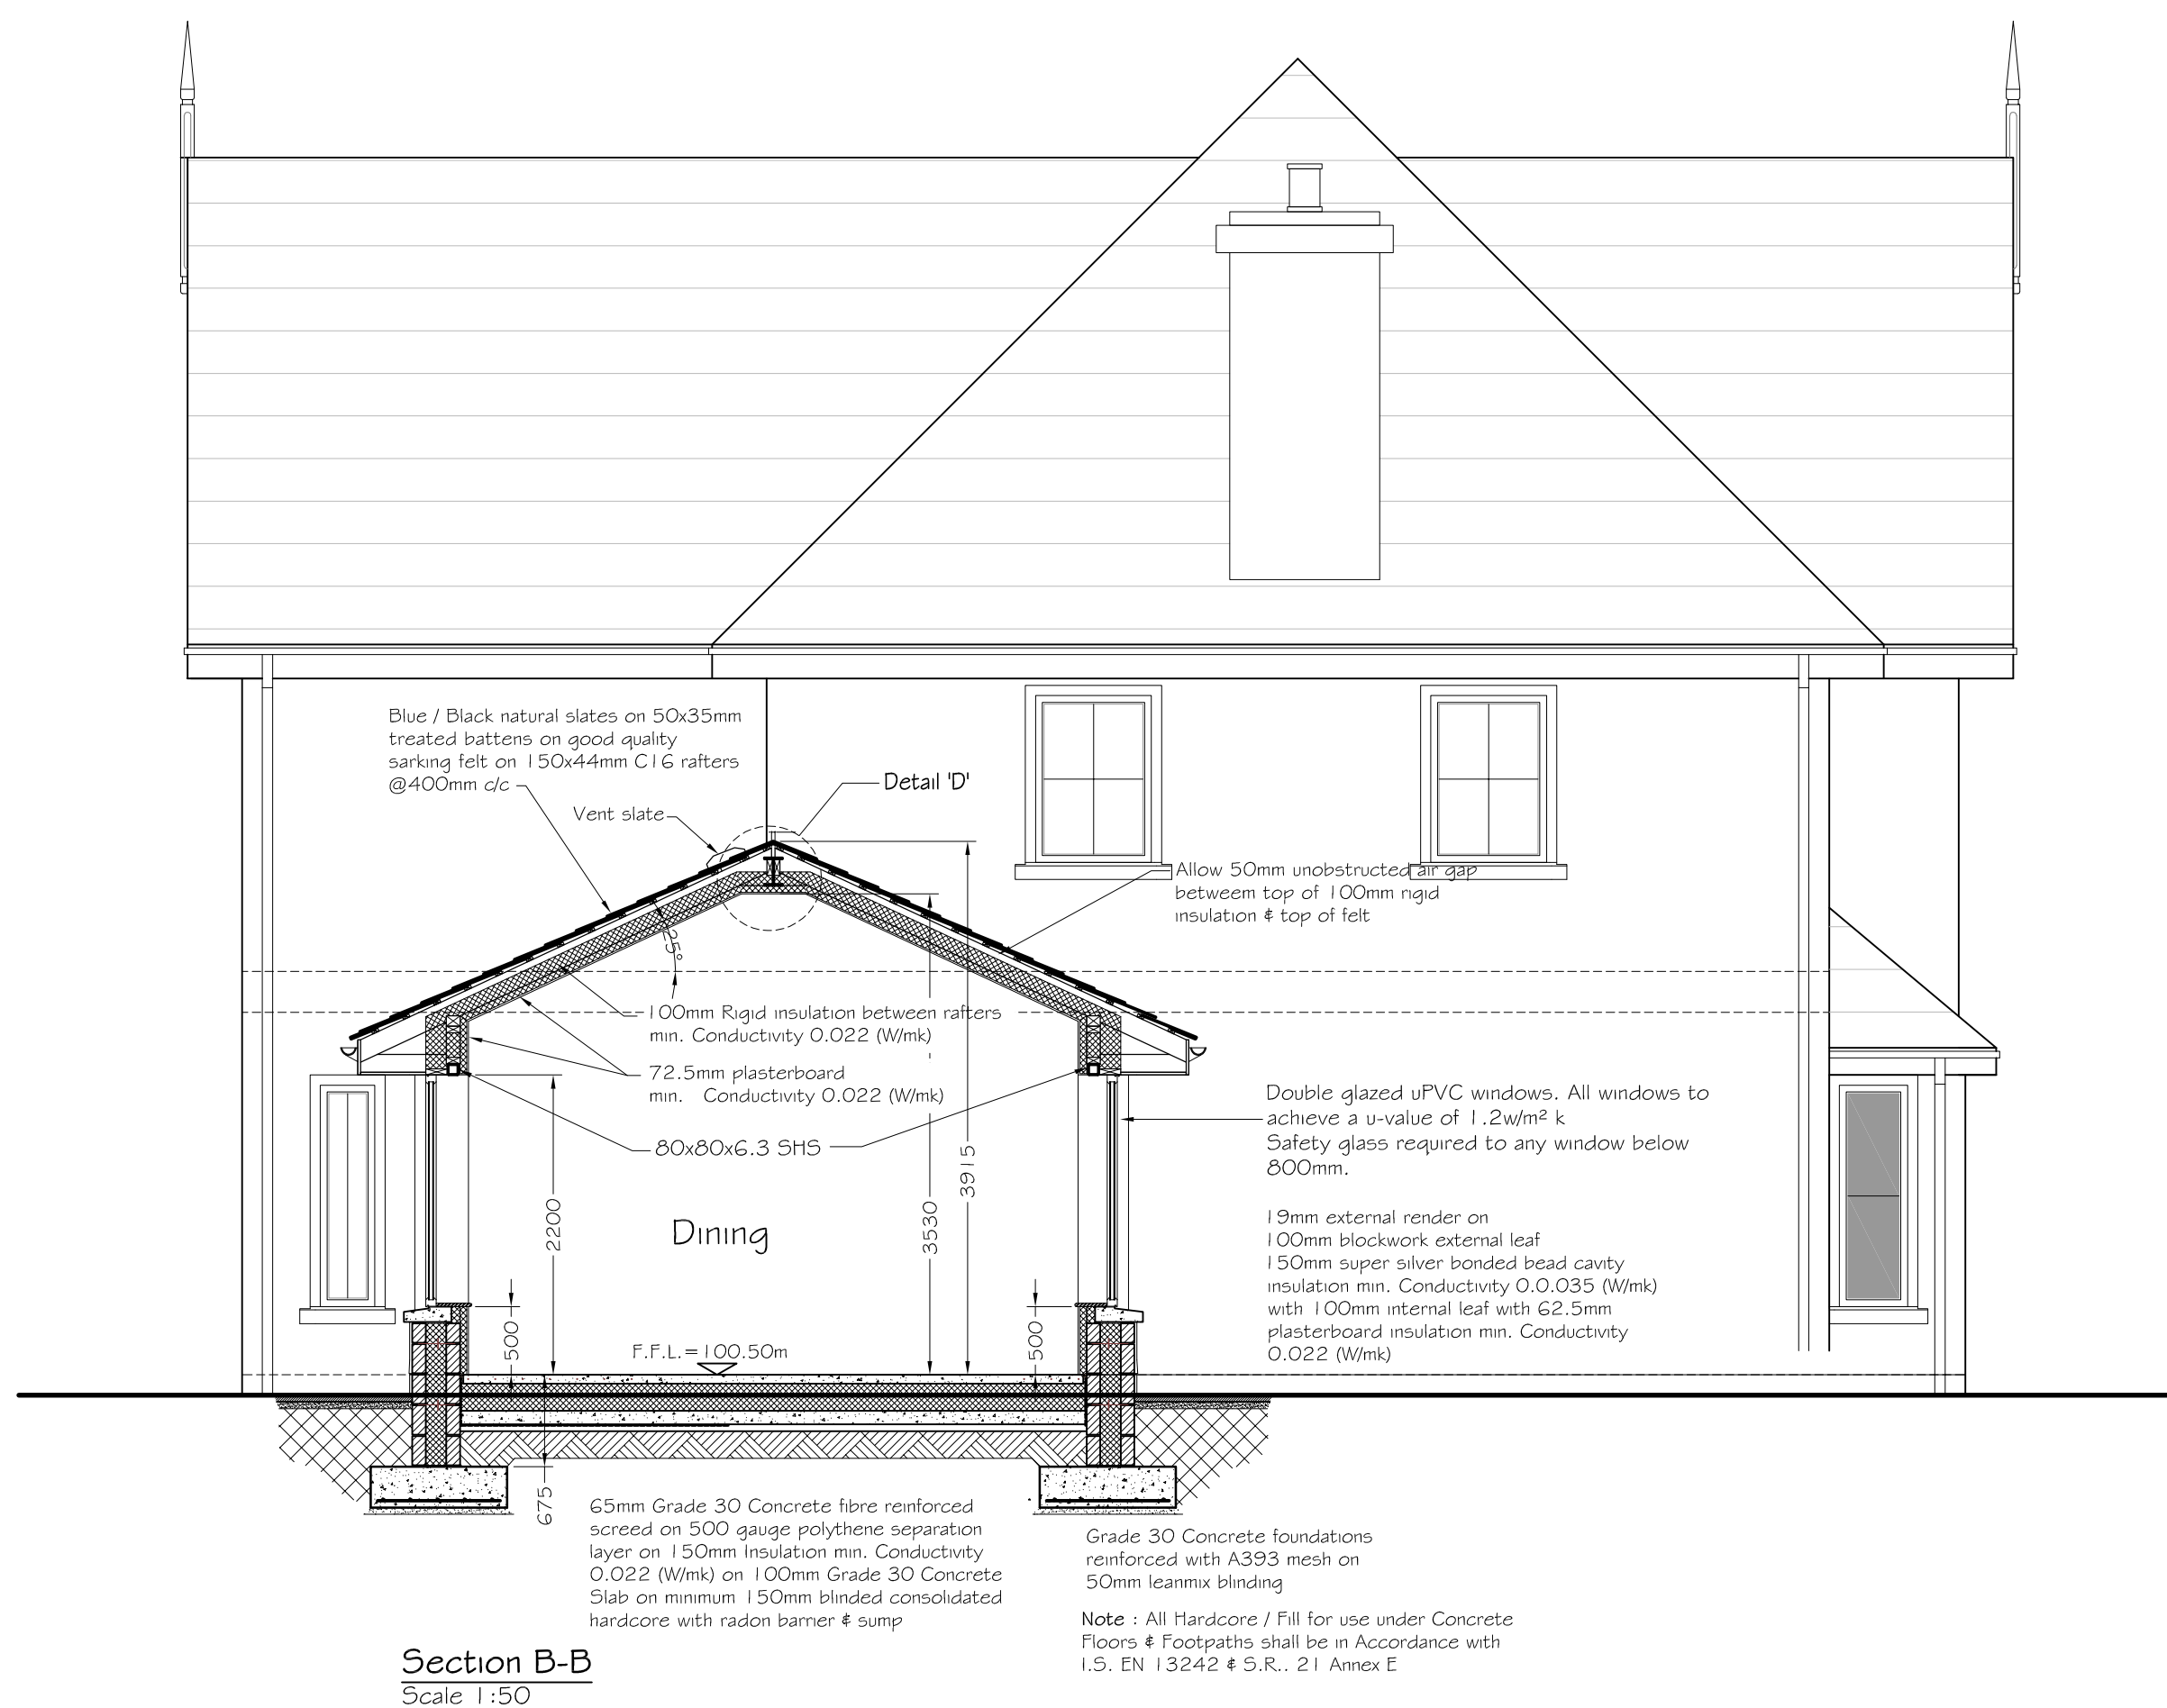 Blue / Black natural slates on 50x35mm
treated battens on good quality
sarking felt on 150x44mm C16 rafters
@400mm c/c
Vent slate
Detail 'D'
Allow 50mm unobstructed air gap
betweem top of 100mm rigid
insulation & top of felt
25°
100mm Rigid insulation between rafters
min. Conductivity 0.022 (W/mk)
72.5mm plasterboard
min. Conductivity 0.022 (W/mk)
80x80x6.3 SHS
Double glazed uPVC windows. All windows to
achieve a u-value of 1.2w/m² k
Safety glass required to any window below
800mm.
2200
Dining
3530
3915
19mm external render on
100mm blockwork external leaf
150mm super silver bonded bead cavity
insulation min. Conductivity 0.0.035 (W/mk)
with 100mm internal leaf with 62.5mm
plasterboard insulation min. Conductivity
0.022 (W/mk)
500
F.F.L.=100.50m
500
675
65mm Grade 30 Concrete fibre reinforced
screed on 500 gauge polythene separation
layer on 150mm Insulation min. Conductivity
0.022 (W/mk) on 100mm Grade 30 Concrete
Slab on minimum 150mm blinded consolidated
hardcore with radon barrier & sump
Grade 30 Concrete foundations
reinforced with A393 mesh on
50mm leanmix blinding
Note : All Hardcore / Fill for use under Concrete
Floors & Footpaths shall be in Accordance with
I.S. EN 13242 & S.R.. 21 Annex E
Section B-B
Scale 1:50